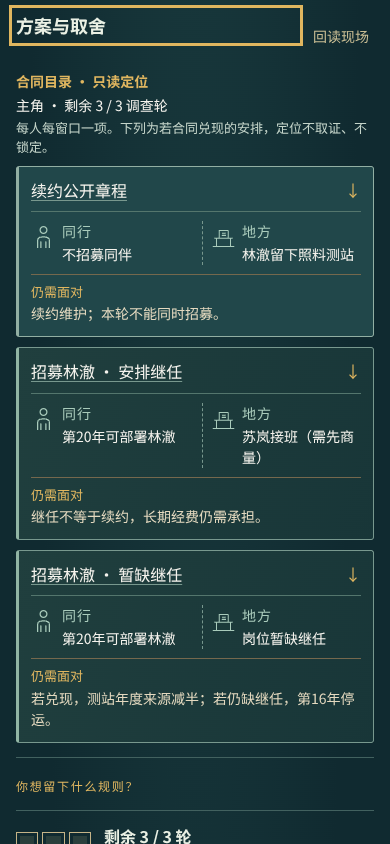 方案与取舍
回读现场
合同目录 · 只读定位
主角 · 剩余 3 / 3 调查轮
每人每窗口一项。下列为若合同兑现的安排，定位不取证、不
锁定。
续约公开章程 ↓
同行
不招募同伴
地方
林澈留下照料测站
仍需面对
续约维护；本轮不能同时招募。
招募林澈 · 安排继任 ↓
同行
第20年可部署林澈
地方
苏岚接班（需先商
量）
仍需面对
继任不等于续约，长期经费仍需承担。
招募林澈 · 暂缺继任 ↓
同行
第20年可部署林澈
地方
岗位暂缺继任
仍需面对
若兑现，测站年度来源减半；若仍缺继任，第16年停
运。
你想留下什么规则？
剩余 3 / 3 轮